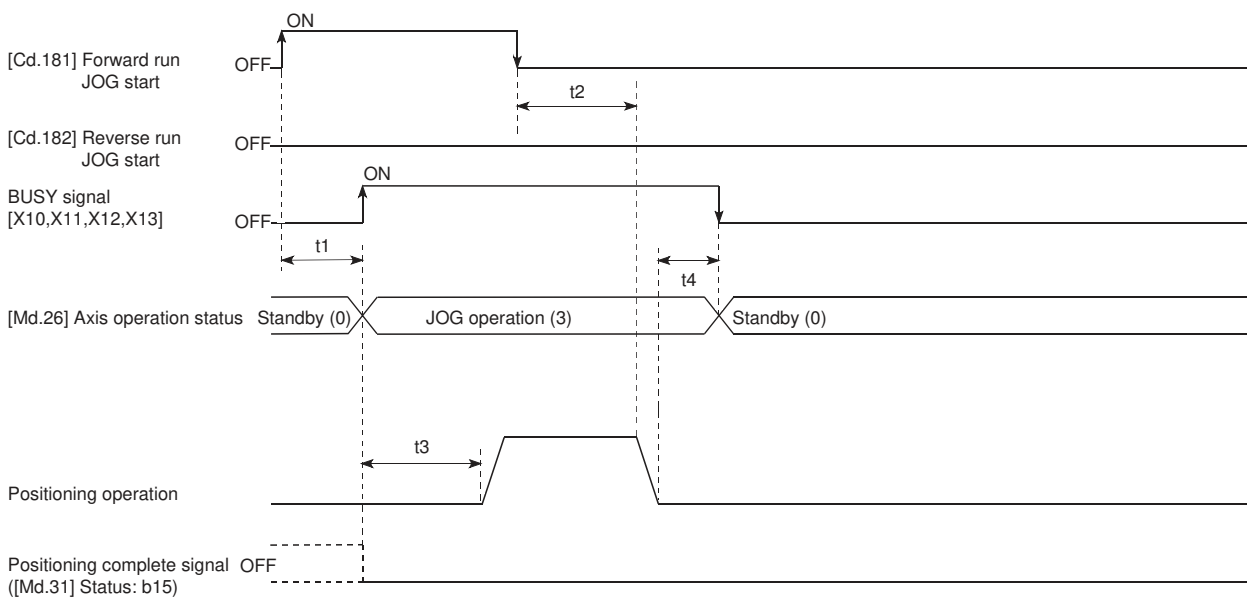 ON
[Cd.181] Forward run
JOG start
OFF
t2
[Cd.182] Reverse run
JOG start
OFF
ON
BUSY signal
[X10,X11,X12,X13]
OFF
t1
t4
[Md.26] Axis operation status
Standby (0)
JOG operation (3)
Standby (0)
t3
Positioning operation
Positioning complete signal
OFF
([Md.31] Status: b15)